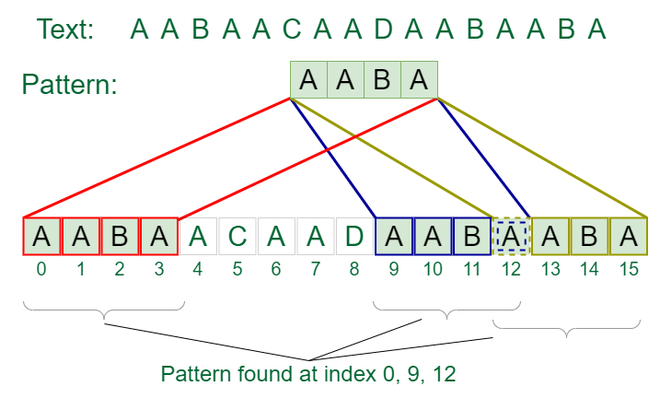 Text: A A B A A C A A D A A B A A B A
Pattern: A A B A
A A B A A C A A D A A B A A B A
0 1 2 3 4 5 6 7 8 9 10 11 12 13 14 15
Pattern found at index 0, 9, 12